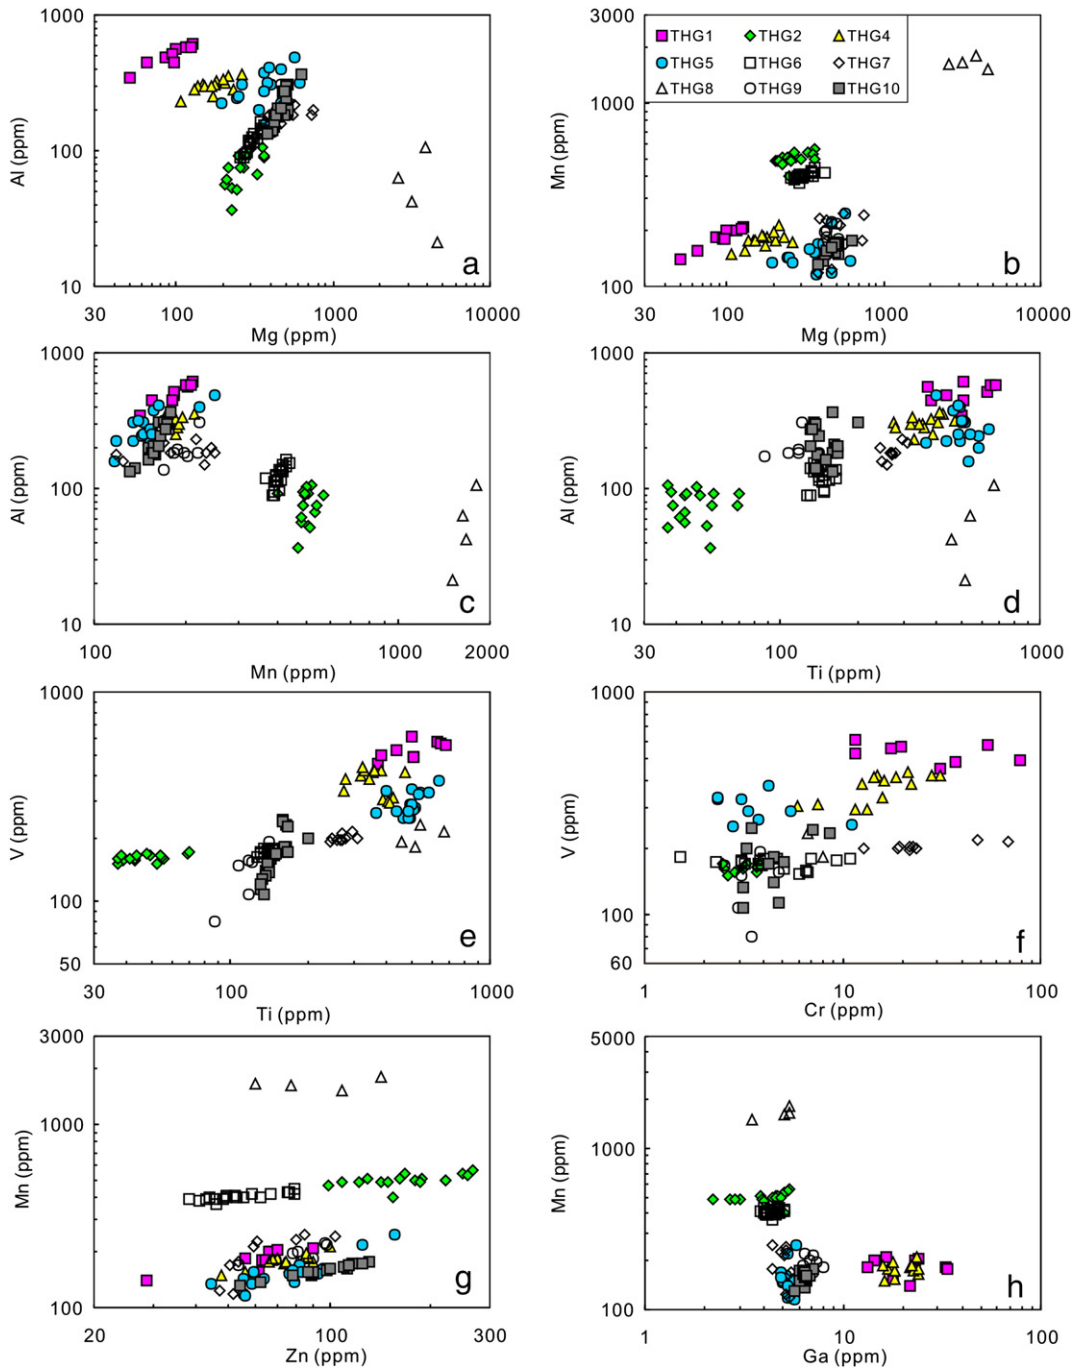 1000
100
10
Al (ppm)
a
30
100
1000
10000
Mg (ppm)
3000
1000
100
Mn (ppm)
THG1
THG2
THG4
THG5
THG6
THG7
THG8
THG9
THG10
b
30
100
1000
10000
Mg (ppm)
1000
100
10
Al (ppm)
c
100
1000
2000
Mn (ppm)
1000
100
10
Al (ppm)
d
30
100
1000
Ti (ppm)
1000
100
50
V (ppm)
e
30
100
1000
Ti (ppm)
1000
100
60
V (ppm)
f
1
10
100
Cr (ppm)
3000
1000
100
Mn (ppm)
g
20
100
300
Zn (ppm)
5000
1000
100
Mn (ppm)
h
1
10
100
Ga (ppm)